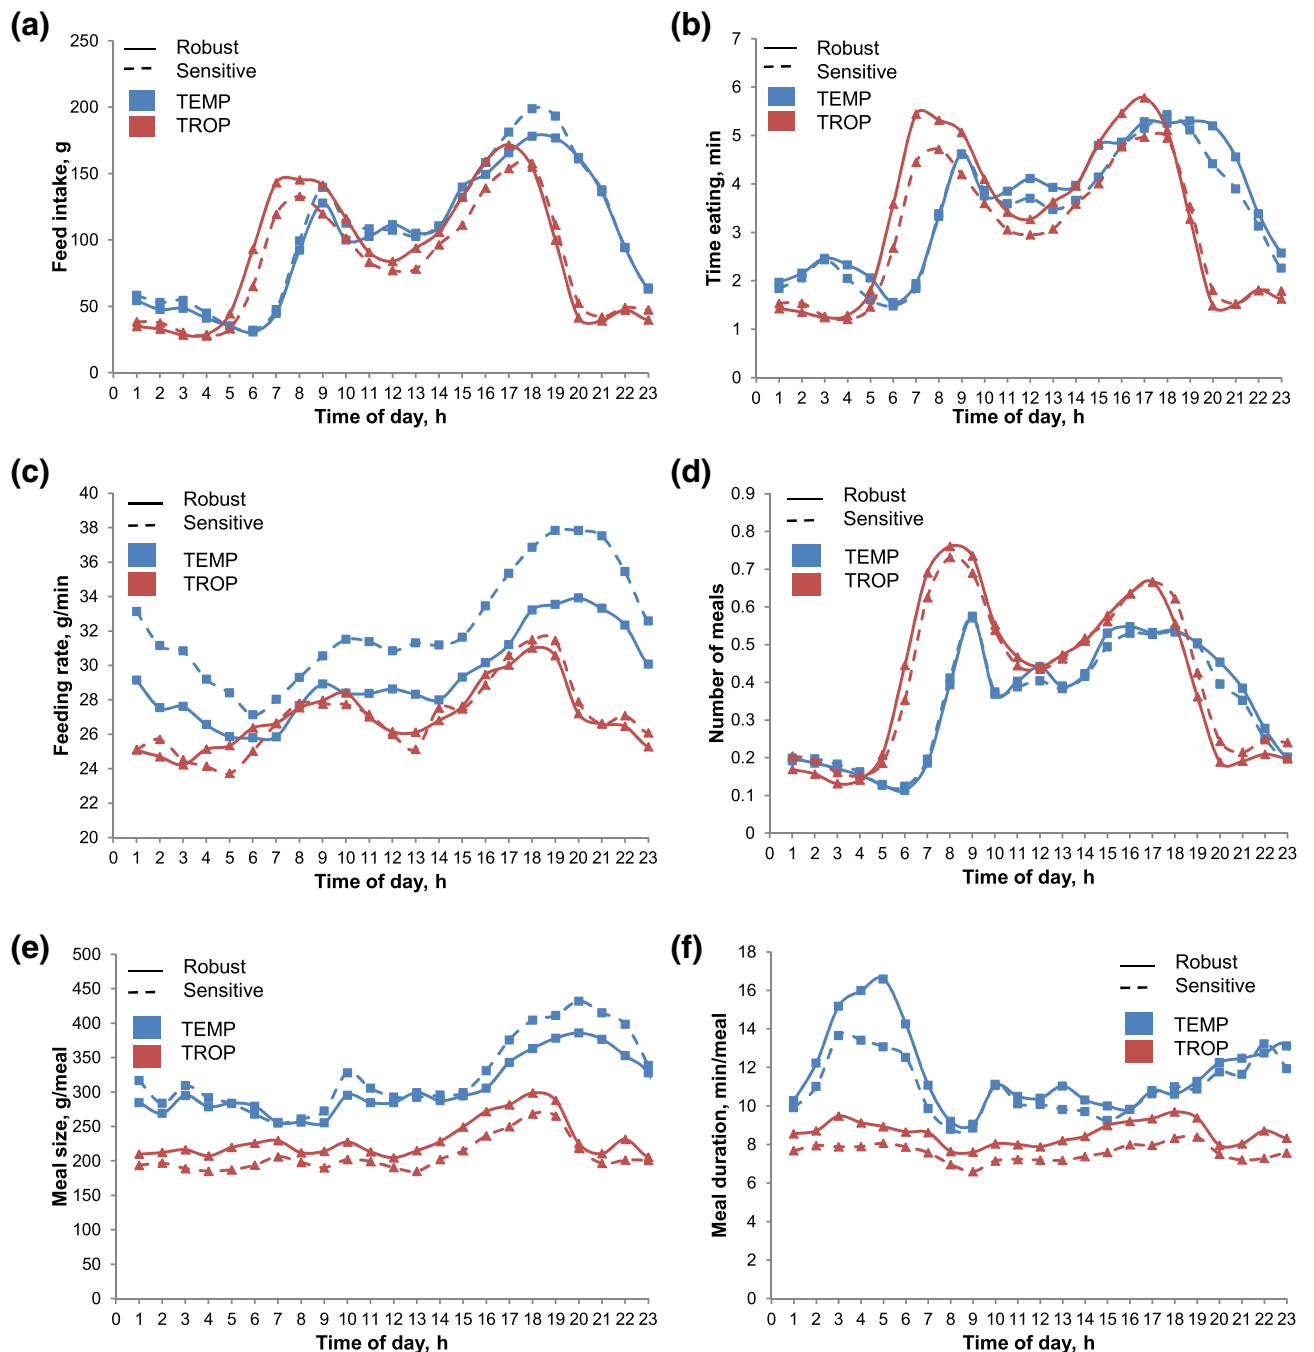 (a)
250
200
150
100
50
0
Feed intake, g
Robust
Sensitive
TEMP
TROP
0 1 2 3 4 5 6 7 8 9 10 11 12 13 14 15 16 17 18 19 20 21 22 23
Time of day, h
(b)
7
6
5
4
3
2
1
0
Time eating, min
Robust
Sensitive
TEMP
TROP
0 1 2 3 4 5 6 7 8 9 10 11 12 13 14 15 16 17 18 19 20 21 22 23
Time of day, h
(c)
40
38
36
34
32
30
28
26
24
22
20
Feeding rate, g/min
Robust
Sensitive
TEMP
TROP
0 1 2 3 4 5 6 7 8 9 10 11 12 13 14 15 16 17 18 19 20 21 22 23
Time of day, h
(d)
0.9
0.8
0.7
0.6
0.5
0.4
0.3
0.2
0.1
0
Number of meals
Robust
Sensitive
TEMP
TROP
0 1 2 3 4 5 6 7 8 9 10 11 12 13 14 15 16 17 18 19 20 21 22 23
Time of day, h
(e)
500
450
400
350
300
250
200
150
100
50
0
Meal size, g/meal
Robust
Sensitive
TEMP
TROP
0 1 2 3 4 5 6 7 8 9 10 11 12 13 14 15 16 17 18 19 20 21 22 23
Time of day, h
(f)
18
16
14
12
10
8
6
4
2
0
Meal duration, min/meal
Robust
Sensitive
TEMP
TROP
0 1 2 3 4 5 6 7 8 9 10 11 12 13 14 15 16 17 18 19 20 21 22 23
Time of day, h